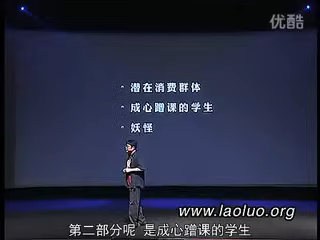 优酷
潜在消费群体
成心蹭课的学生
妖怪
www.laoluo.org
第二部分呢 是成心蹭课的学生